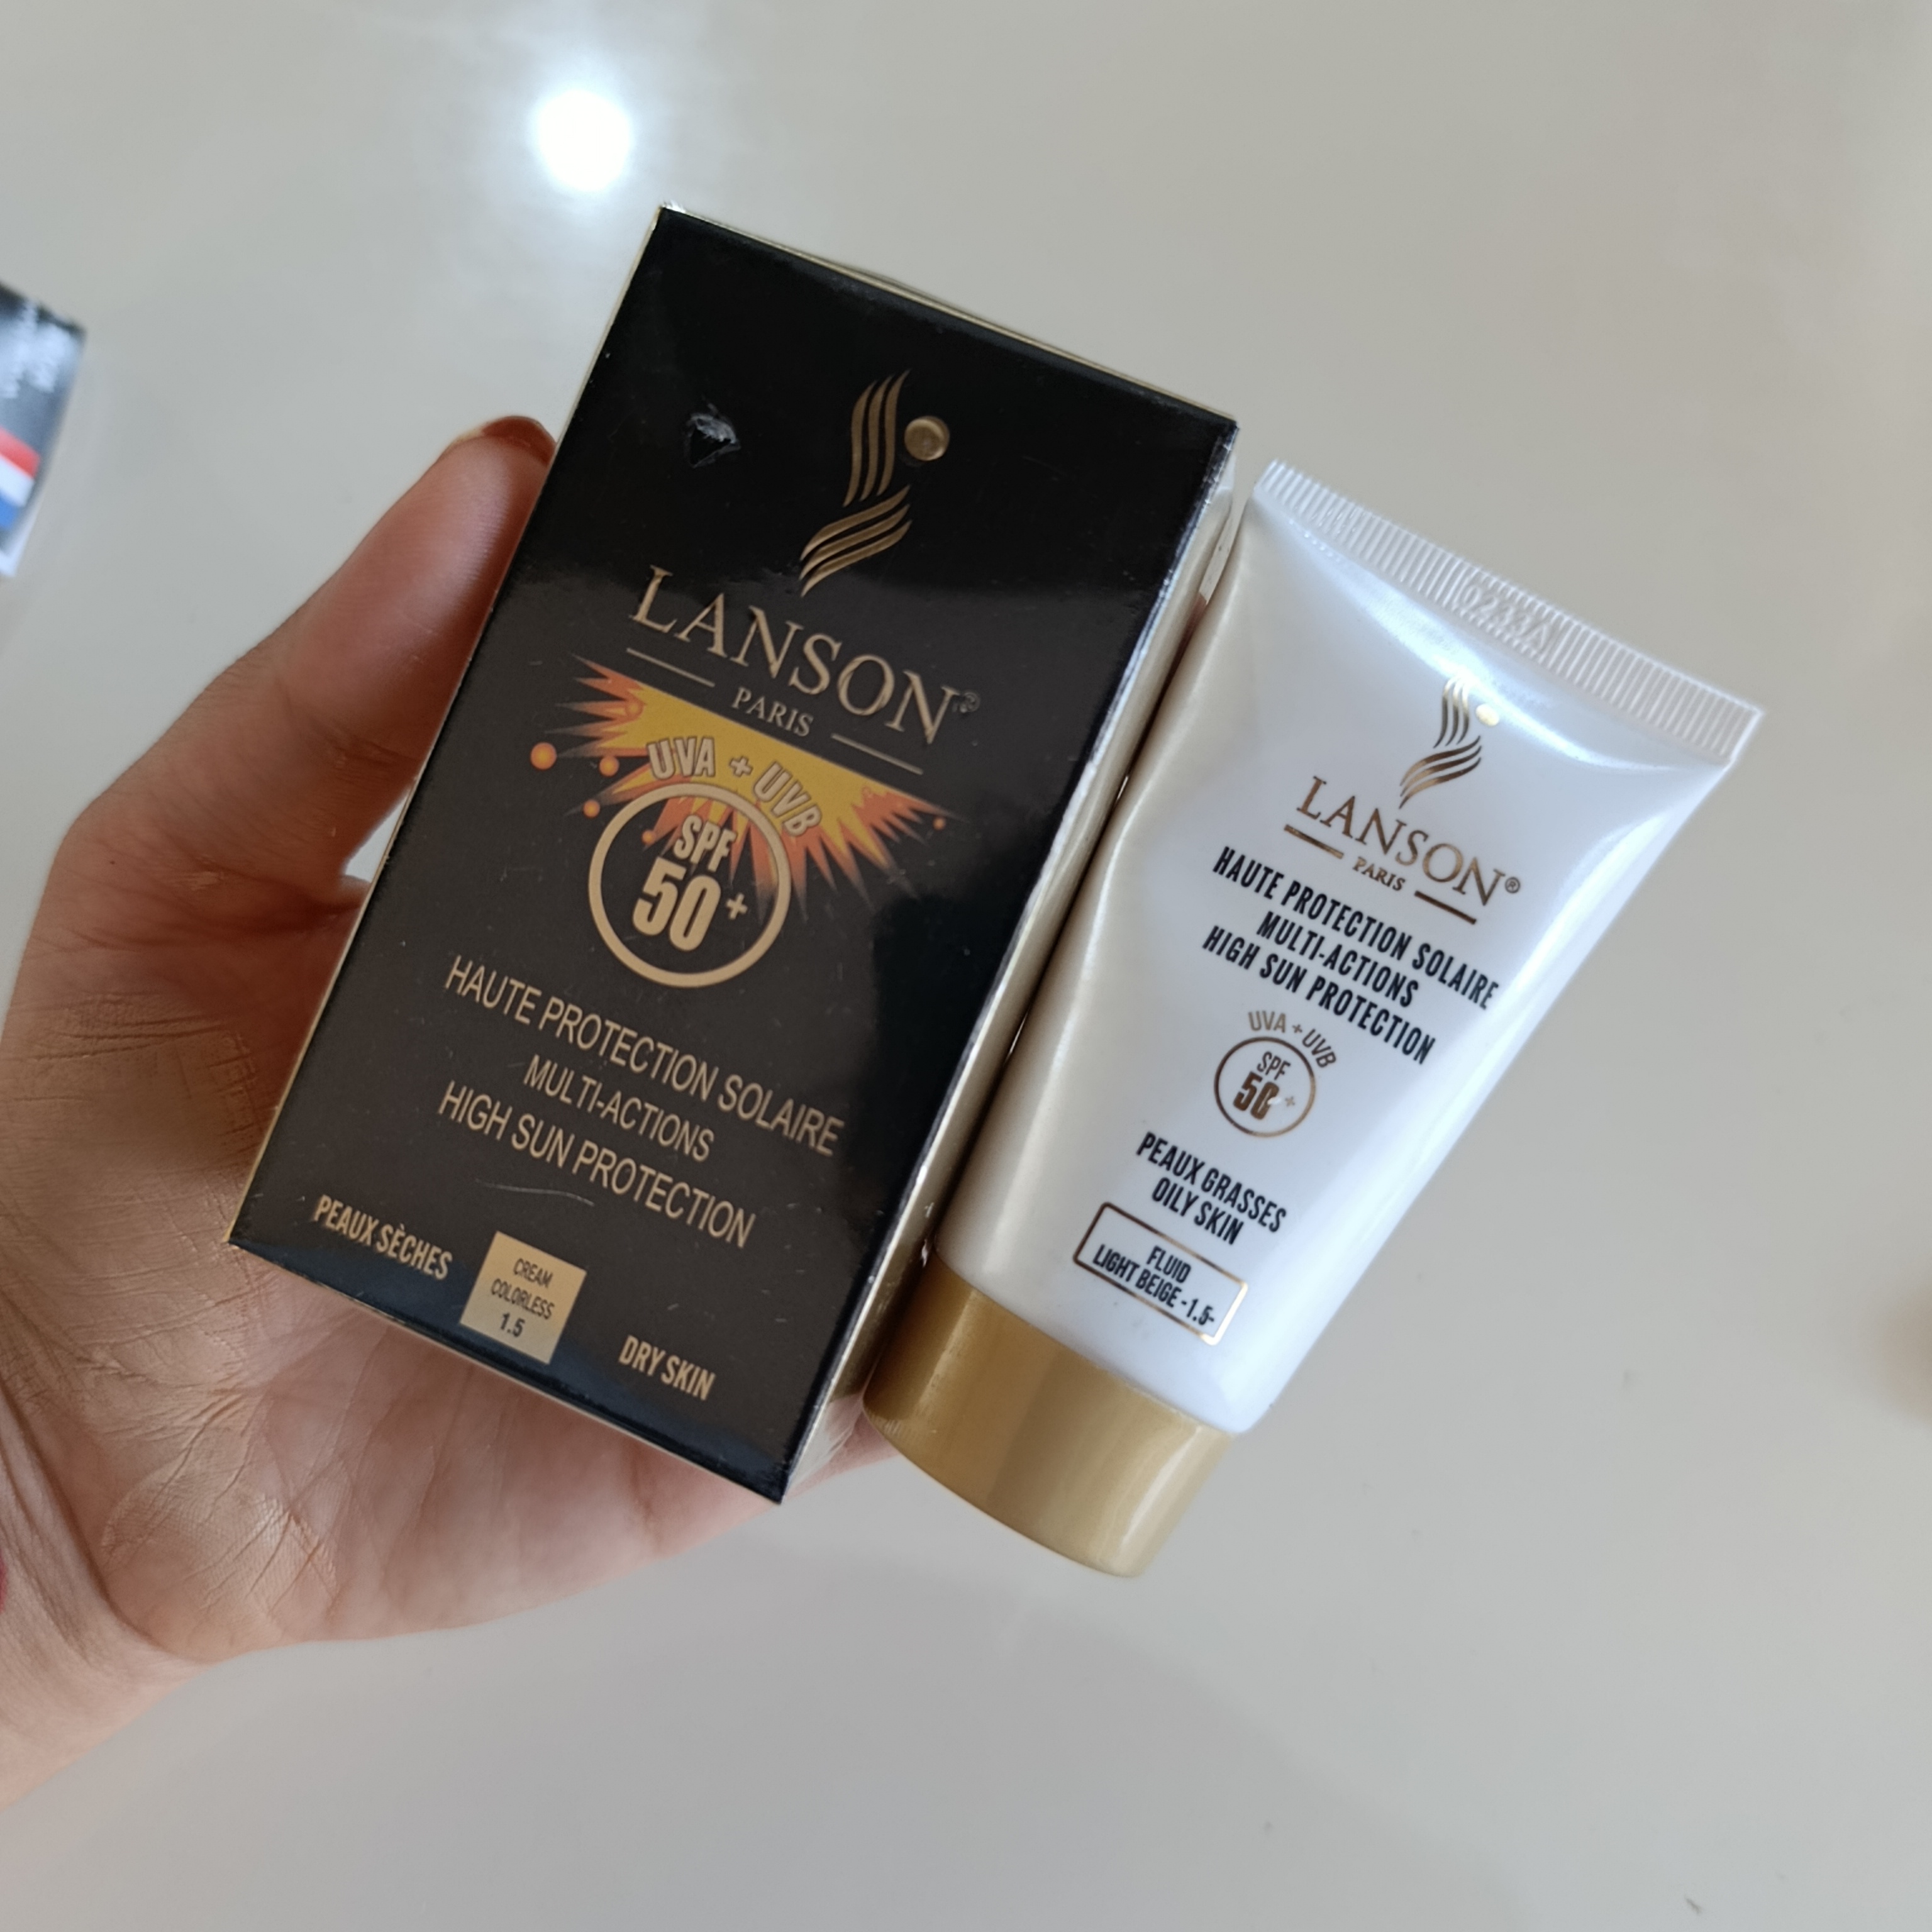 LANSON®
PARIS
UVA + UVB
SPF
50+
HAUTE PROTECTION SOLAIRE
MULTI-ACTIONS
HIGH SUN PROTECTION
PEAUX SÈCHES
CREAM
COLORLESS
1.5
DRY SKIN
LANSON®
PARIS
HAUTE PROTECTION SOLAIRE
MULTI-ACTIONS
HIGH SUN PROTECTION
UVA + UVB
SPF
50+
PEAUX GRASSES
OILY SKIN
FLUID
LIGHT BEIGE -1.5-